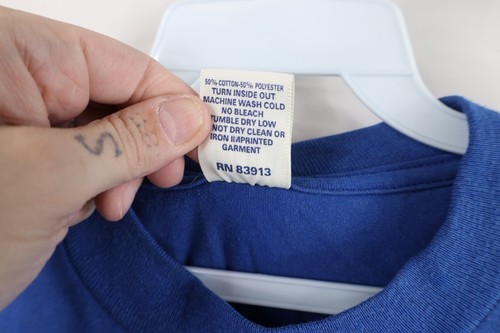 50% COTTON-50% POLYESTER
TURN INSIDE OUT
MACHINE WASH COLD
NO BLEACH
TUMBLE DRY LOW
NOT DRY CLEAN OR
IRON IMPRINTED
GARMENT
RN 83913